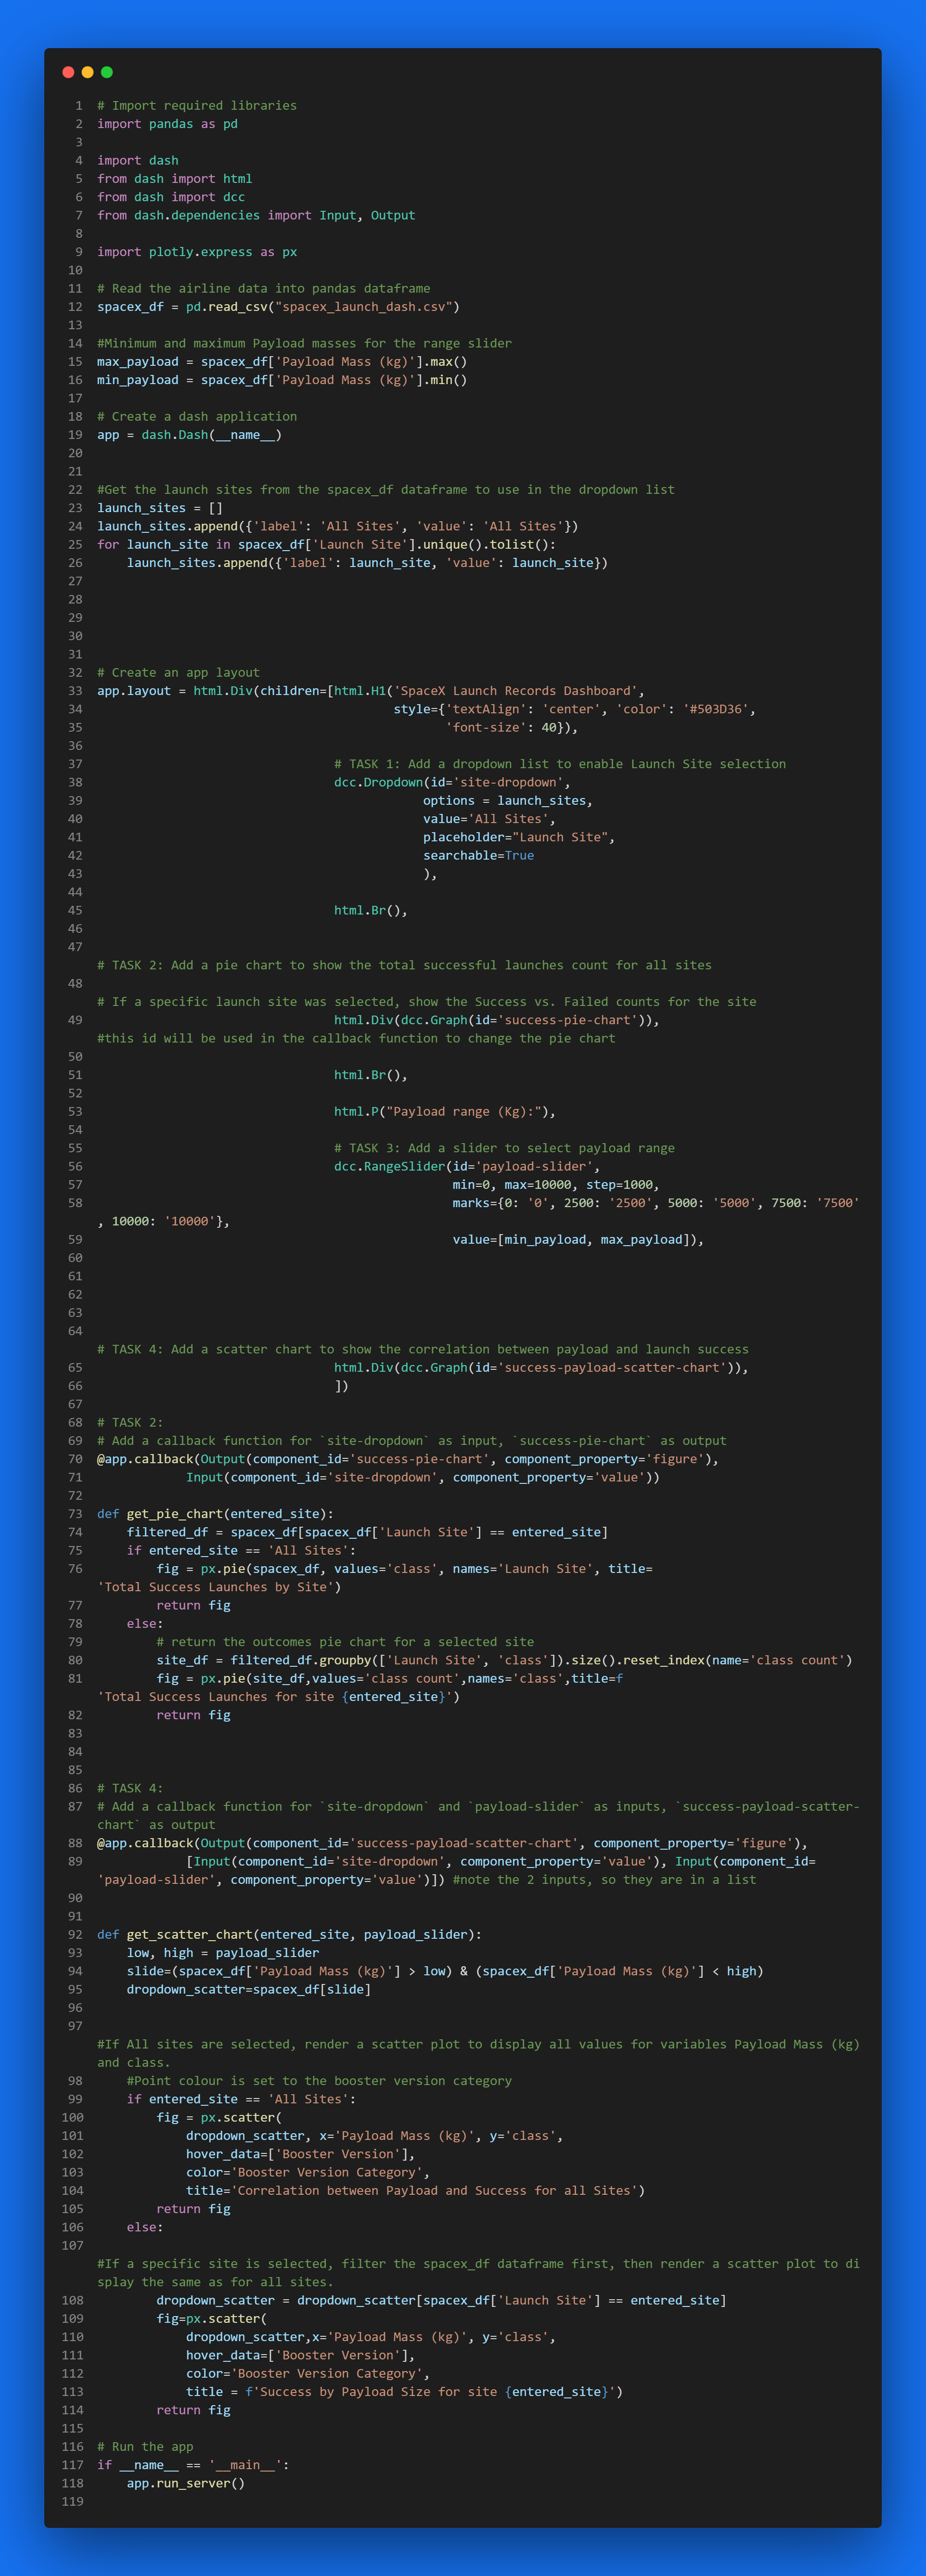 1 # Import required libraries
2 import pandas as pd
3
4 import dash
5 from dash import html
6 from dash import dcc
7 from dash.dependencies import Input, Output
8
9 import plotly.express as px
10
11 # Read the airline data into pandas dataframe
12 spacex_df = pd.read_csv("spacex_launch_dash.csv")
13
14 #Minimum and maximum Payload masses for the range slider
15 max_payload = spacex_df['Payload Mass (kg)'].max()
16 min_payload = spacex_df['Payload Mass (kg)'].min()
17
18 # Create a dash application
19 app = dash.Dash(__name__)
20
21
22 #Get the launch sites from the spacex_df dataframe to use in the dropdown list
23 launch_sites = []
24 launch_sites.append({'label': 'All Sites', 'value': 'All Sites'})
25 for launch_site in spacex_df['Launch Site'].unique().tolist():
26     launch_sites.append({'label': launch_site, 'value': launch_site})
27
28
29
30
31
32 # Create an app layout
33 app.layout = html.Div(children=[html.H1('SpaceX Launch Records Dashboard',
34                                         style={'textAlign': 'center', 'color': '#503D36',
35                                                'font-size': 40}),
36
37                                 # TASK 1: Add a dropdown list to enable Launch Site selection
38                                 dcc.Dropdown(id='site-dropdown',
39                                             options = launch_sites,
40                                             value='All Sites',
41                                             placeholder="Launch Site",
42                                             searchable=True
43                                             ),
44
45                                 html.Br(),
46
47
# TASK 2: Add a pie chart to show the total successful launches count for all sites
48
# If a specific launch site was selected, show the Success vs. Failed counts for the site
49                                 html.Div(dcc.Graph(id='success-pie-chart')),
#this id will be used in the callback function to change the pie chart
50
51                                 html.Br(),
52
53                                 html.P("Payload range (Kg):"),
54
55                                 # TASK 3: Add a slider to select payload range
56                                 dcc.RangeSlider(id='payload-slider',
57                                                 min=0, max=10000, step=1000,
58                                                 marks={0: '0', 2500: '2500', 5000: '5000', 7500: '7500'
, 10000: '10000'},
59                                                 value=[min_payload, max_payload]),
60
61
62
63
64
# TASK 4: Add a scatter chart to show the correlation between payload and launch success
65                                 html.Div(dcc.Graph(id='success-payload-scatter-chart')),
66                                 ])
67
68 # TASK 2:
69 # Add a callback function for `site-dropdown` as input, `success-pie-chart` as output
70 @app.callback(Output(component_id='success-pie-chart', component_property='figure'),
71             Input(component_id='site-dropdown', component_property='value'))
72
73 def get_pie_chart(entered_site):
74     filtered_df = spacex_df[spacex_df['Launch Site'] == entered_site]
75     if entered_site == 'All Sites':
76         fig = px.pie(spacex_df, values='class', names='Launch Site', title=
'Total Success Launches by Site')
77         return fig
78     else:
79         # return the outcomes pie chart for a selected site
80         site_df = filtered_df.groupby(['Launch Site', 'class']).size().reset_index(name='class count')
81         fig = px.pie(site_df,values='class count',names='class',title=f
'Total Success Launches for site {entered_site}')
82         return fig
83
84
85
86 # TASK 4:
87 # Add a callback function for `site-dropdown` and `payload-slider` as inputs, `success-payload-scatter-
chart` as output
88 @app.callback(Output(component_id='success-payload-scatter-chart', component_property='figure'),
89             [Input(component_id='site-dropdown', component_property='value'), Input(component_id=
'payload-slider', component_property='value')]) #note the 2 inputs, so they are in a list
90
91
92 def get_scatter_chart(entered_site, payload_slider):
93     low, high = payload_slider
94     slide=(spacex_df['Payload Mass (kg)'] > low) & (spacex_df['Payload Mass (kg)'] < high)
95     dropdown_scatter=spacex_df[slide]
96
97
#If All sites are selected, render a scatter plot to display all values for variables Payload Mass (kg)
and class.
98     #Point colour is set to the booster version category
99     if entered_site == 'All Sites':
100         fig = px.scatter(
101             dropdown_scatter, x='Payload Mass (kg)', y='class',
102             hover_data=['Booster Version'],
103             color='Booster Version Category',
104             title='Correlation between Payload and Success for all Sites')
105         return fig
106     else:
107
#If a specific site is selected, filter the spacex_df dataframe first, then render a scatter plot to di
splay the same as for all sites.
108         dropdown_scatter = dropdown_scatter[spacex_df['Launch Site'] == entered_site]
109         fig=px.scatter(
110             dropdown_scatter,x='Payload Mass (kg)', y='class',
111             hover_data=['Booster Version'],
112             color='Booster Version Category',
113             title = f'Success by Payload Size for site {entered_site}')
114         return fig
115
116 # Run the app
117 if __name__ == '__main__':
118     app.run_server()
119